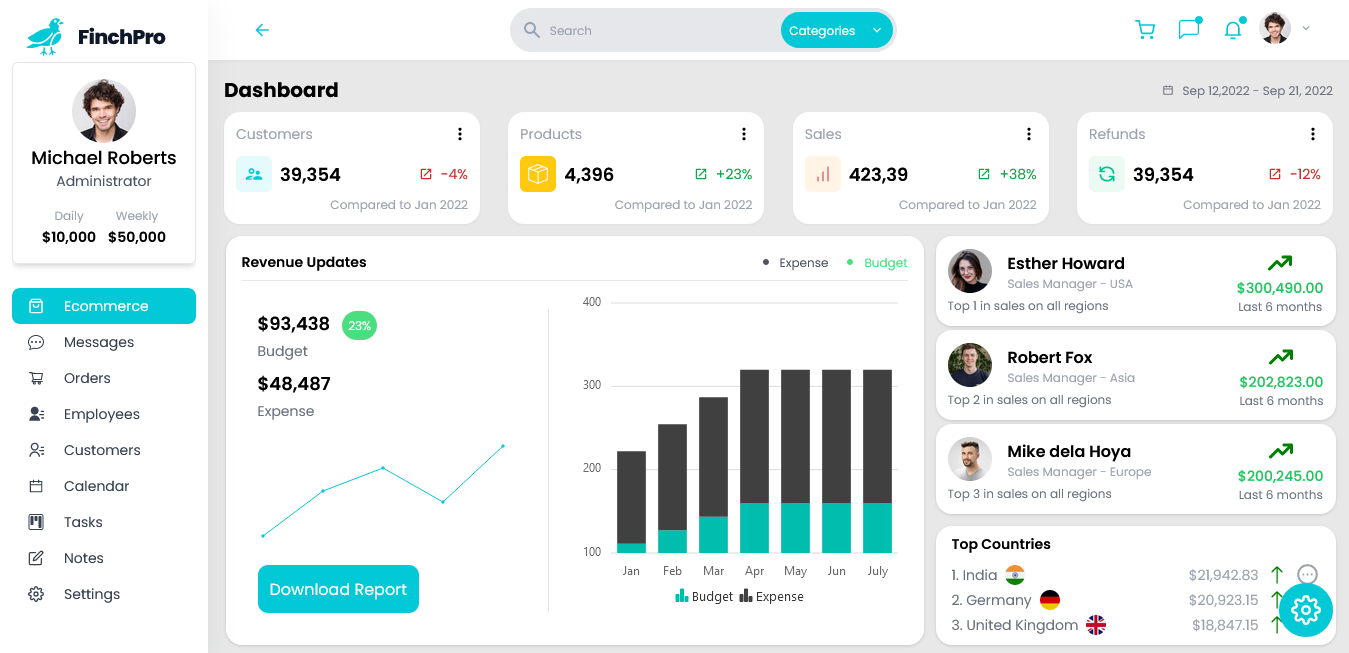 FinchPro
Michael Roberts
Administrator
Daily Weekly
$10,000 $50,000
Ecommerce
Messages
Orders
Employees
Customers
Calendar
Tasks
Notes
Settings
Search
Categories
Dashboard
Sep 12,2022 - Sep 21, 2022
Customers
39,354 -4%
Compared to Jan 2022
Products
4,396 +23%
Compared to Jan 2022
Sales
423,39 +38%
Compared to Jan 2022
Refunds
39,354 -12%
Compared to Jan 2022
Revenue Updates
Expense Budget
$93,438 23%
Budget
$48,487
Expense
Download Report
400
300
200
100
Jan Feb Mar Apr May Jun July
Budget Expense
Esther Howard
Sales Manager - USA
Top 1 in sales on all regions
$300,490.00
Last 6 months
Robert Fox
Sales Manager - Asia
Top 2 in sales on all regions
$202,823.00
Last 6 months
Mike dela Hoya
Sales Manager - Europe
Top 3 in sales on all regions
$200,245.00
Last 6 months
Top Countries
1. India $21,942.83
2. Germany $20,923.15
3. United Kingdom $18,847.15